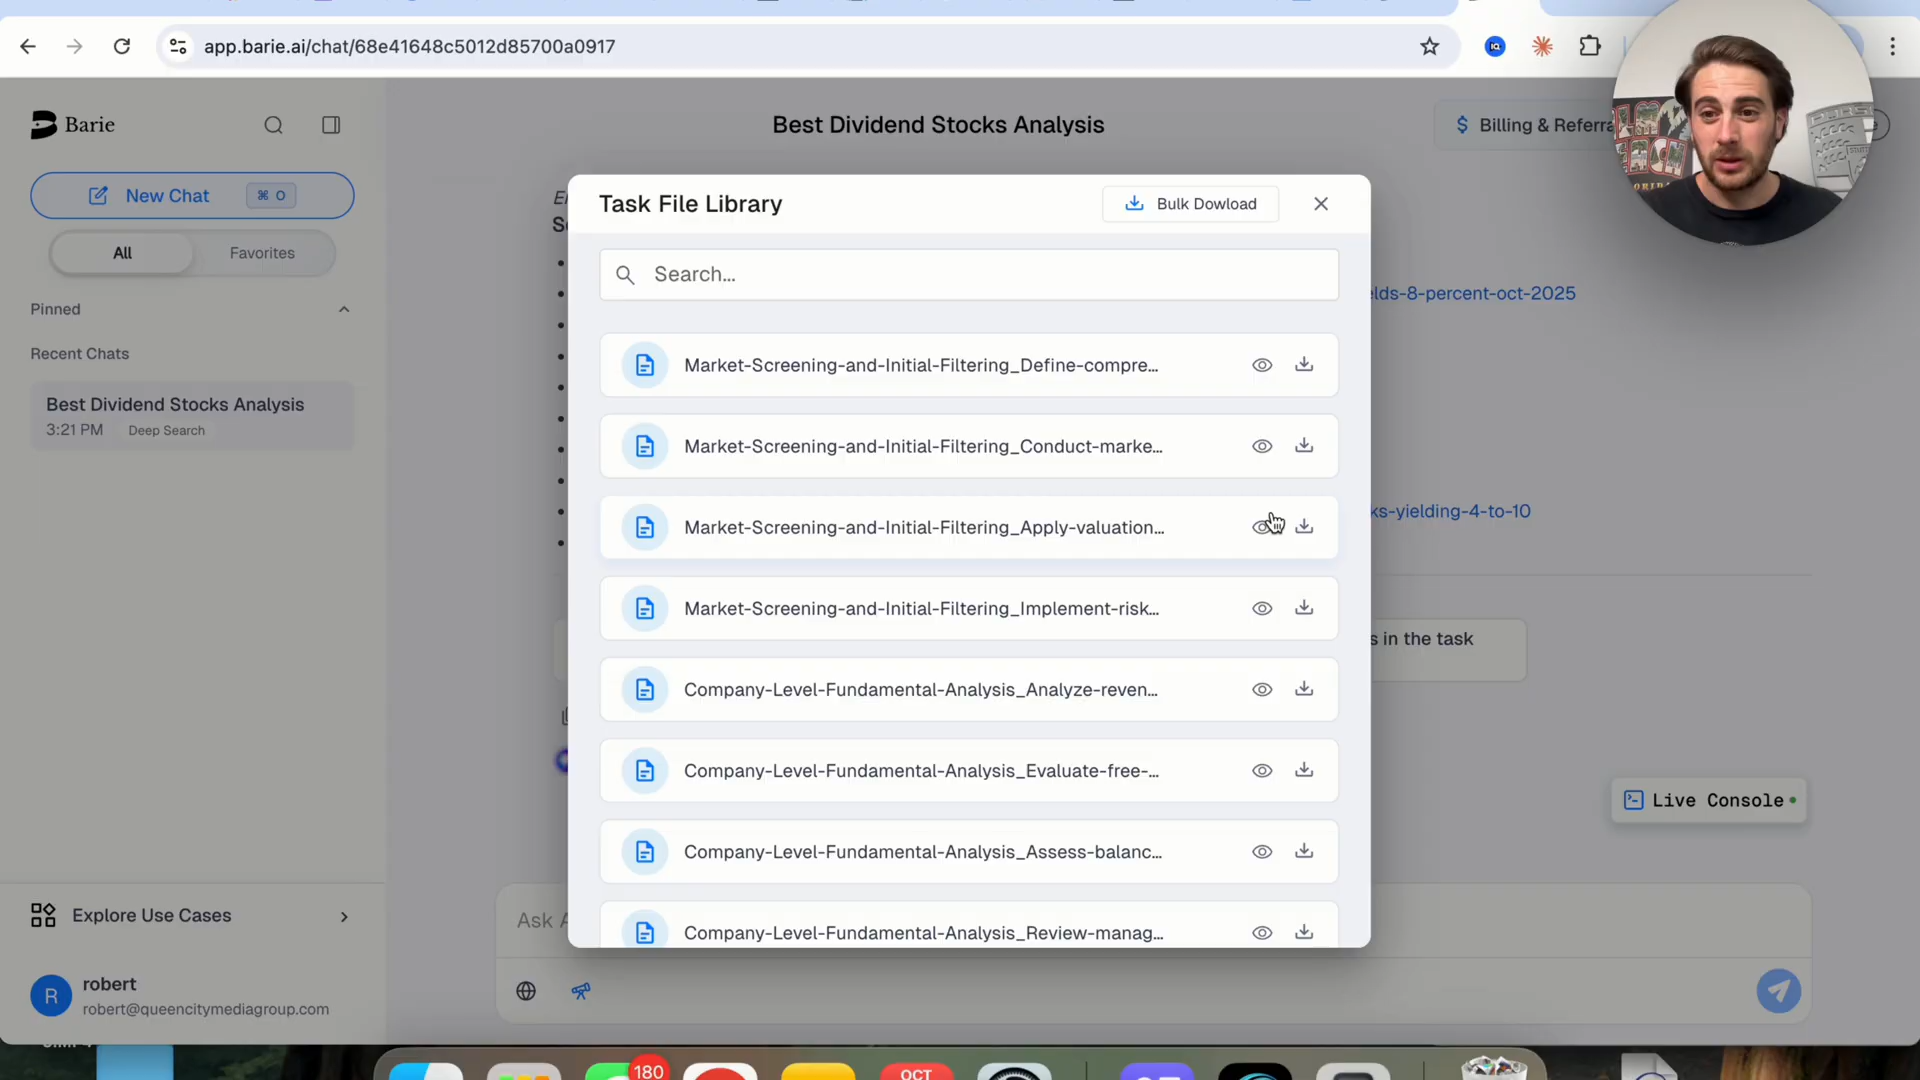 app.barie.ai/chat/68e41648c5012d85700a0917
Barie
New Chat
⌘ O
All
Favorites
Pinned
Recent Chats
Best Dividend Stocks Analysis
3:21 PM
Deep Search
Explore Use Cases
R
robert
robert@queencitymediagroup.com
Best Dividend Stocks Analysis
$ Billing & Referra
Task File Library
Bulk Dowload
Search...
Market-Screening-and-Initial-Filtering_Define-compre...
Market-Screening-and-Initial-Filtering_Conduct-marke...
Market-Screening-and-Initial-Filtering_Apply-valuation...
Market-Screening-and-Initial-Filtering_Implement-risk...
Company-Level-Fundamental-Analysis_Analyze-reven...
Company-Level-Fundamental-Analysis_Evaluate-free-...
Company-Level-Fundamental-Analysis_Assess-balanc...
Company-Level-Fundamental-Analysis_Review-manag...
elds-8-percent-oct-2025
ks-yielding-4-to-10
s in the task
Live Console
Ask
180
OCT